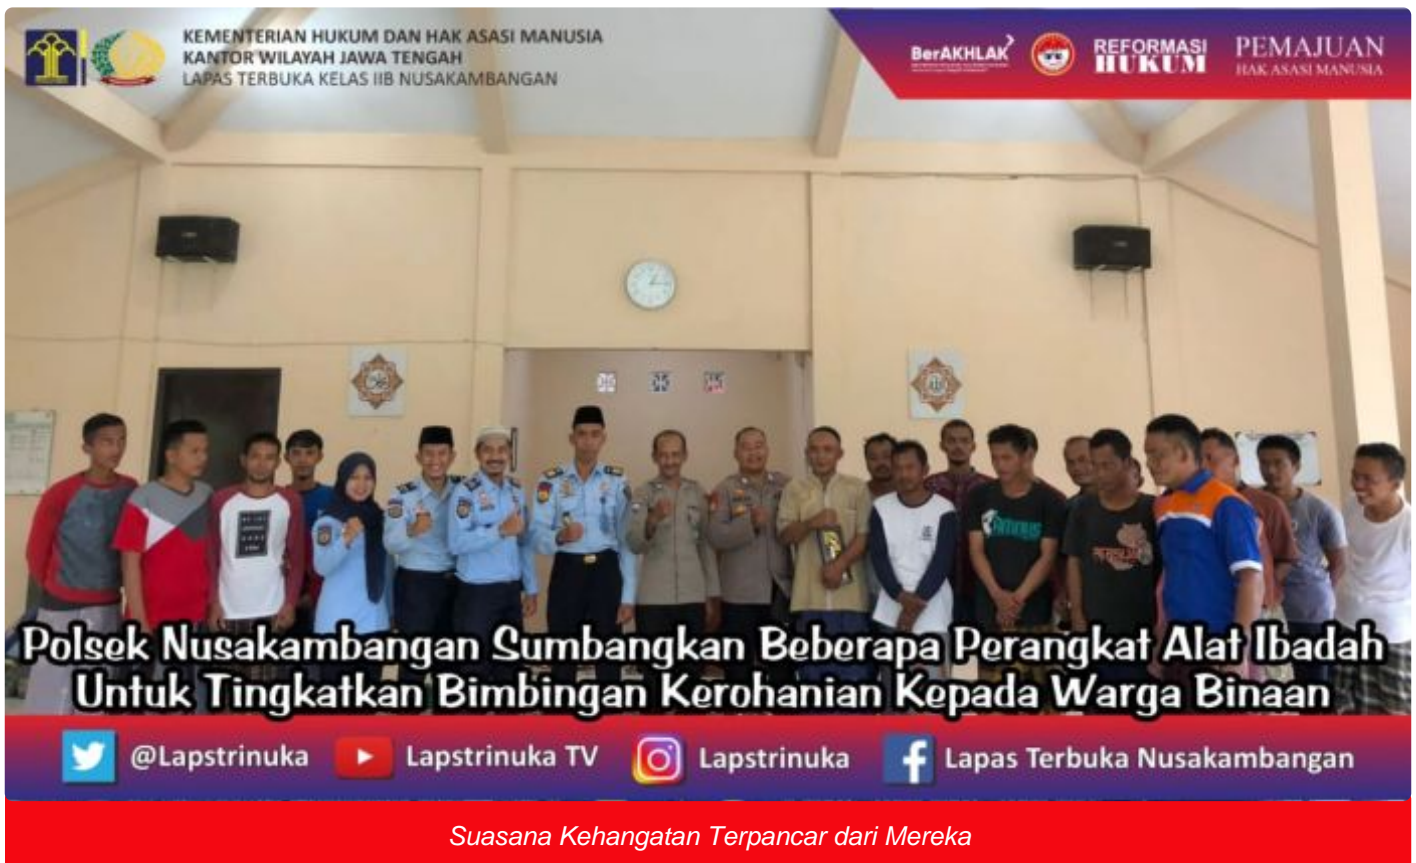 KEMENTERIAN HUKUM DAN HAK ASASI MANUSIA
KANTOR WILAYAH JAWA TENGAH
LAPAS TERBUKA KELAS IIB NUSAKAMBANGAN
BerAKHLAK
REFORMASI
HUKUM
PEMAJUAN
HAK ASASI MANUSIA
Polsek Nusakambangan Sumbangkan Beberapa Perangkat Alat Ibadah
Untuk Tingkatkan Bimbingan Kerohanian Kepada Warga Binaan
@Lapstrinuka
Lapstrinuka TV
Lapstrinuka
Lapas Terbuka Nusakambangan
Suasana Kehangatan Terpancar dari Mereka